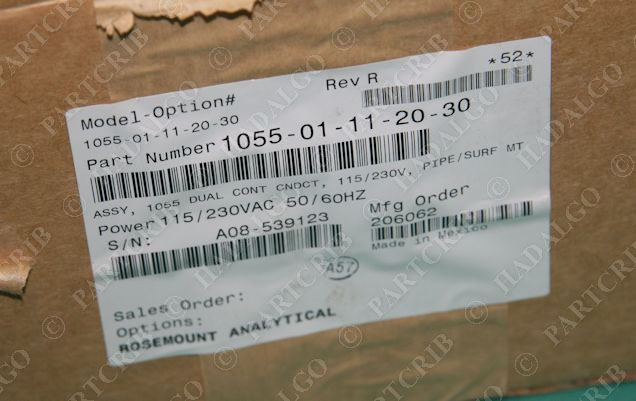 Model-Option# Rev R *52*
1055-01-11-20-30
Part Number 1055-01-11-20-30
ASSY, 1055 DUAL CONT CNDCT, 115/230V, PIPE/SURF MT
Power 115/230VAC 50/60HZ Mfg Order
S/N: A08-539123 206062
Made in Mexico
A57
Sales Order:
Options:
ROSEMOUNT ANALYTICAL
© PARTCRIB
© HADALGO